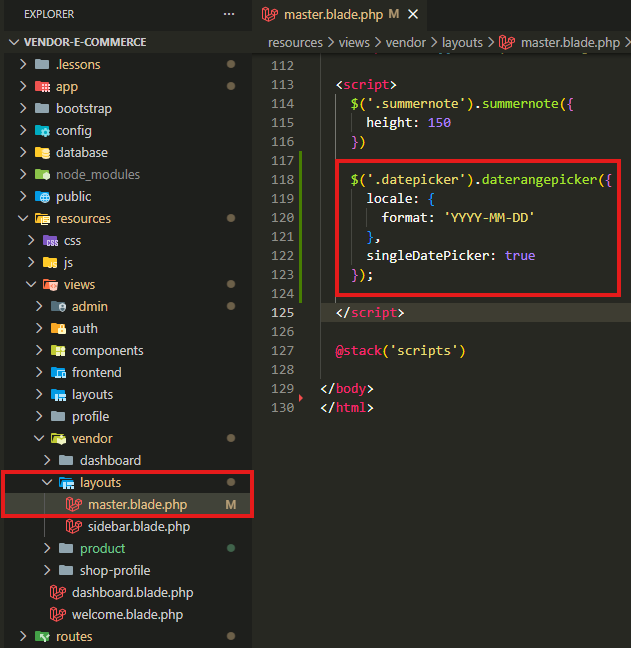 EXPLORER
...
VENDOR-E-COMMERCE
.lessons
app
bootstrap
config
database
node_modules
public
resources
css
js
views
admin
auth
components
frontend
layouts
profile
vendor
dashboard
layouts
master.blade.php M
sidebar.blade.php
product
shop-profile
dashboard.blade.php
welcome.blade.php
routes
master.blade.php M
resources > views > vendor > layouts > master.blade.php >
112
113 <script>
114 $('.summernote').summernote({
115 height: 150
116 })
117
118 $('.datepicker').daterangepicker({
119 locale: {
120 format: 'YYYY-MM-DD'
121 },
122 singleDatePicker: true
123 });
124
125 </script>
126
127 @stack('scripts')
128
129 </body>
130 </html>